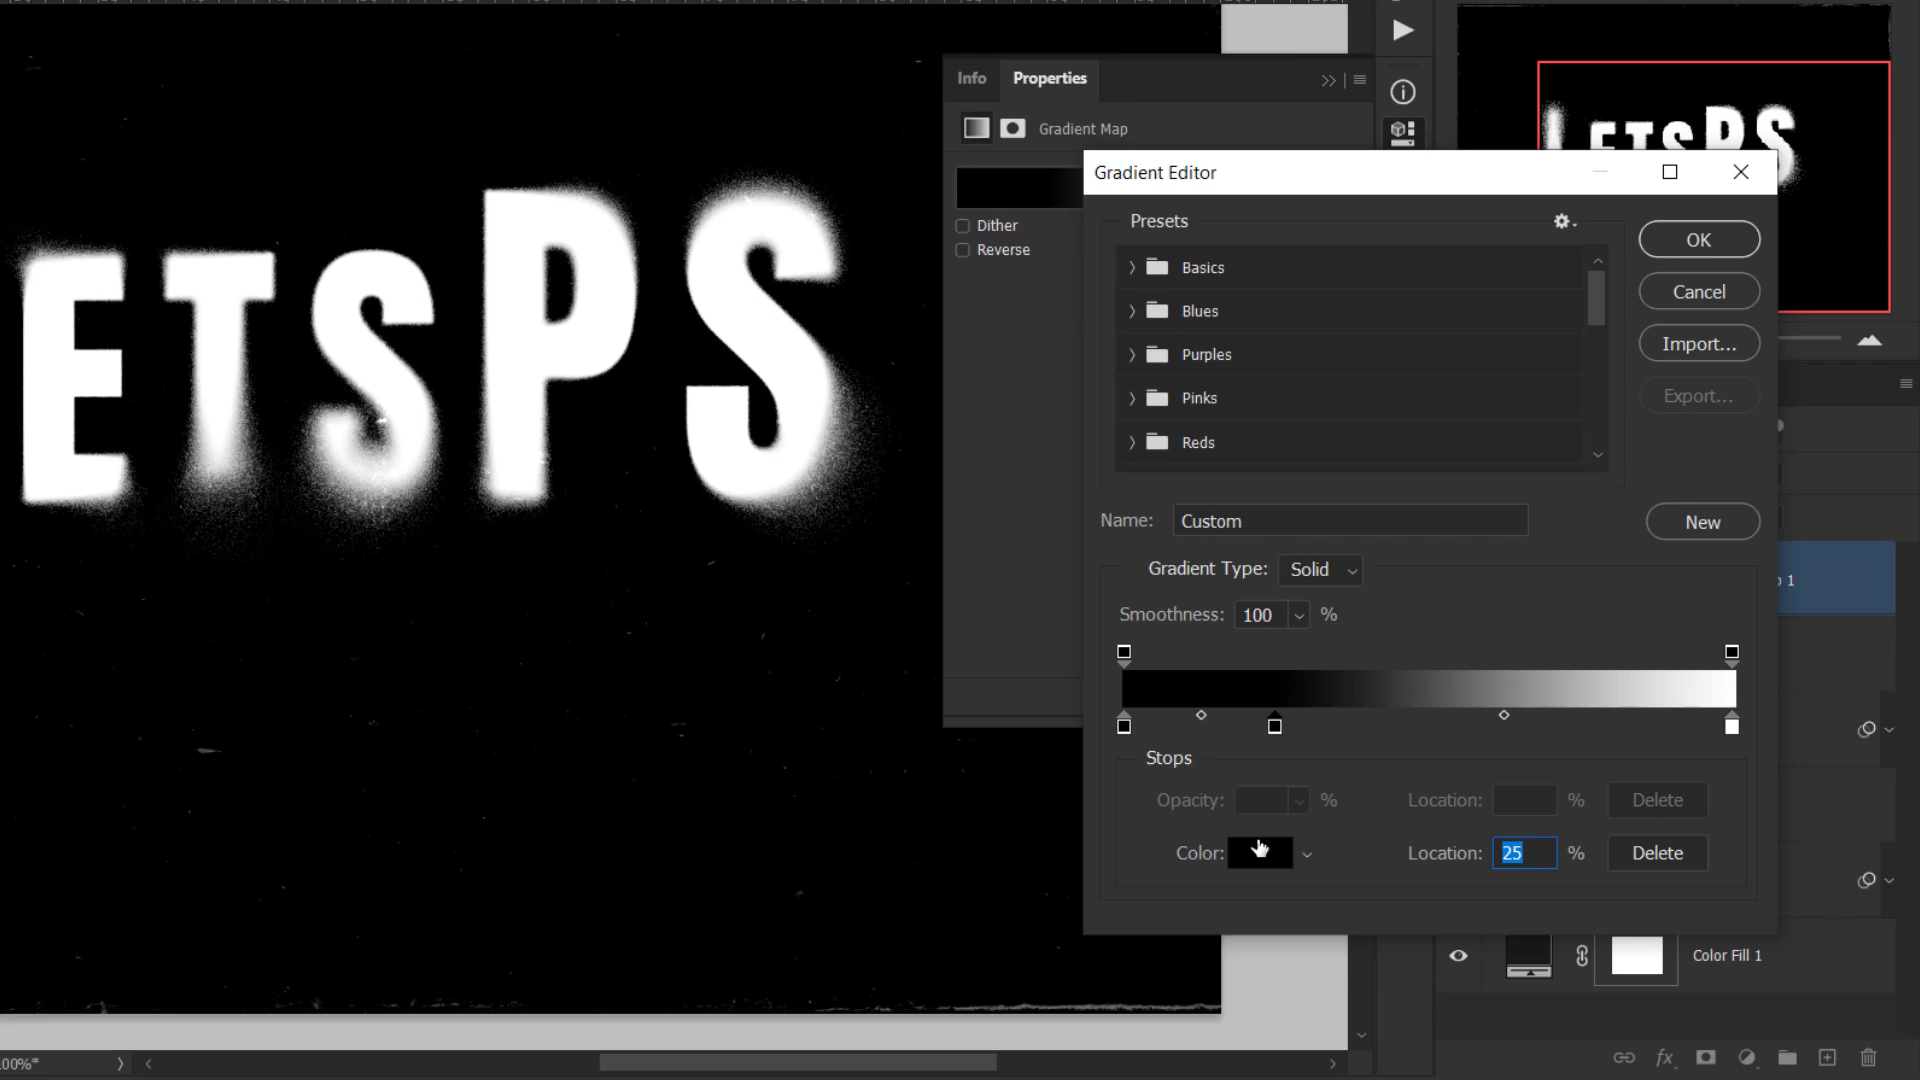 Info Properties
Gradient Map
Dither
Reverse
ETSPS
LETSPS
Gradient Editor
Presets
Basics
Blues
Purples
Pinks
Reds
OK
Cancel
Import...
Export...
Name: Custom
New
Gradient Type: Solid
Smoothness: 100 %
Stops
Opacity: % Location: % Delete
Color: Location: 25 % Delete
1
Color Fill 1
fx
00%*